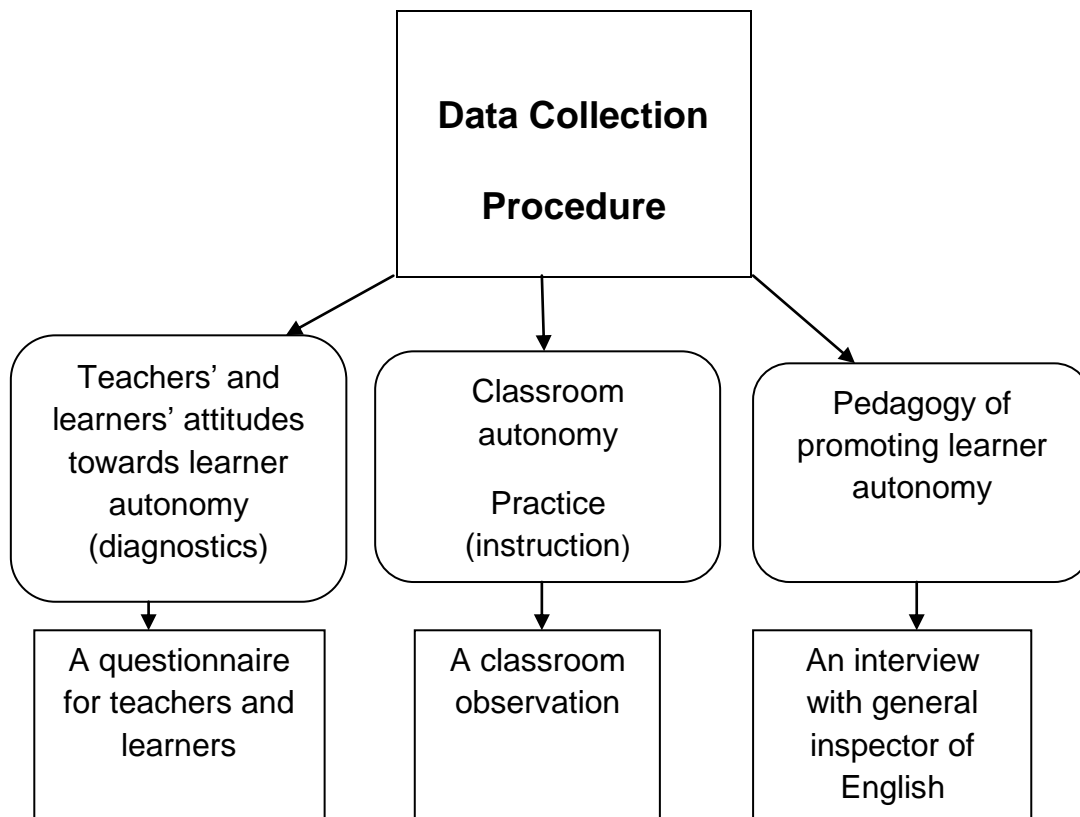 Data Collection
Procedure
Teachers’ and
learners’ attitudes
towards learner
autonomy
(diagnostics)
Classroom
autonomy
Practice
(instruction)
Pedagogy of
promoting learner
autonomy
A questionnaire
for teachers and
learners
A classroom
observation
An interview
with general
inspector of
English